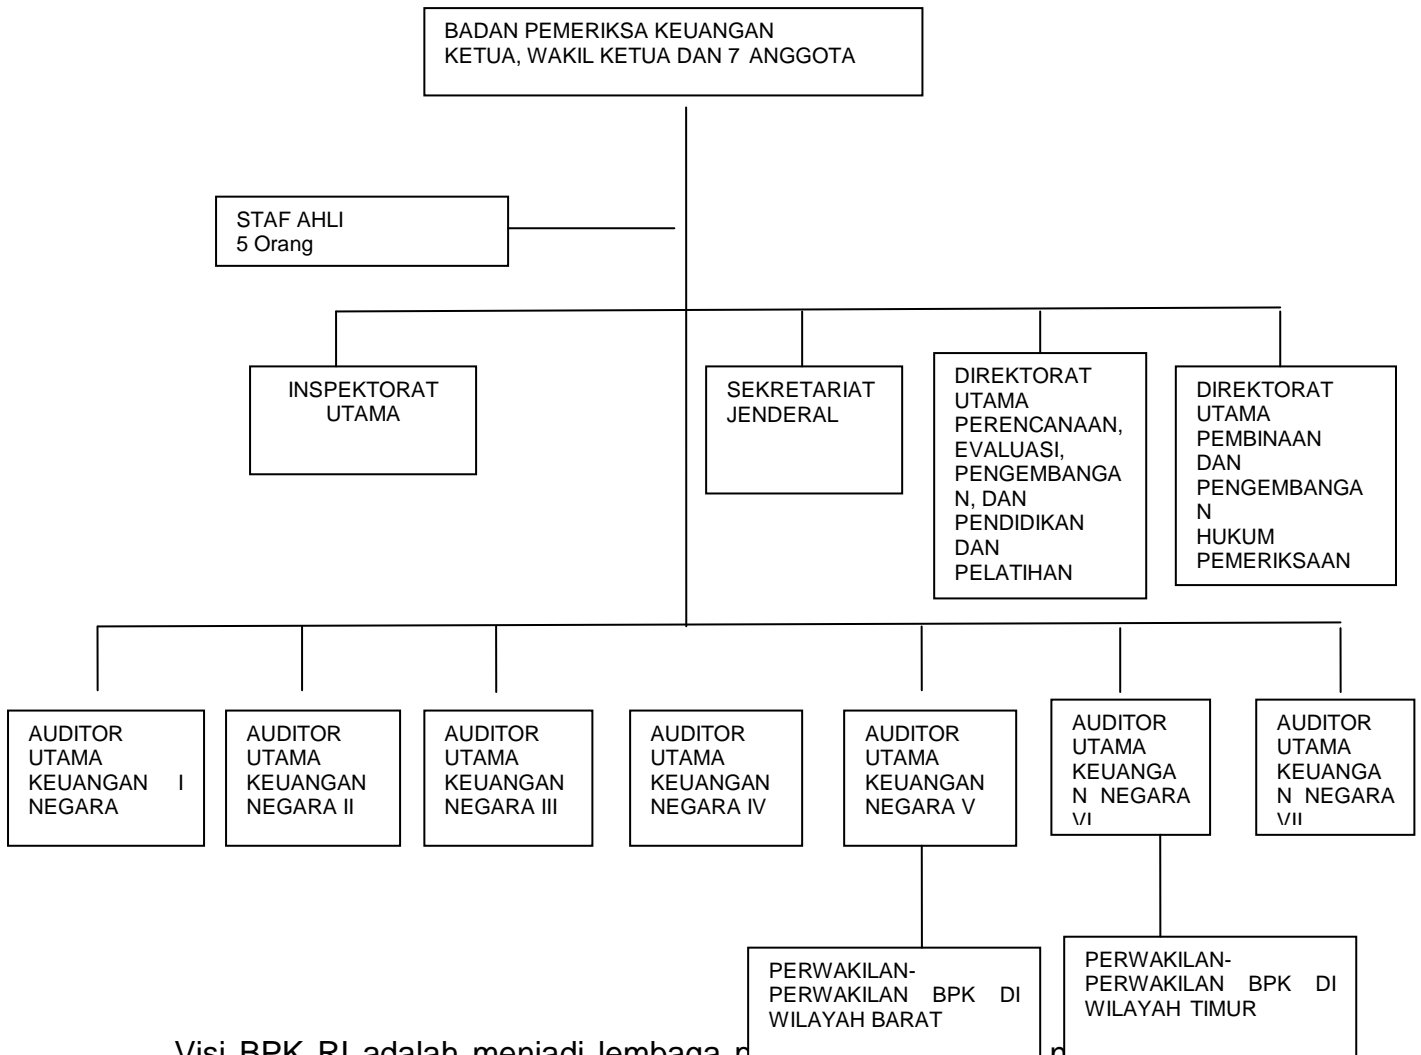 BADAN PEMERIKSA KEUANGAN
KETUA, WAKIL KETUA DAN 7 ANGGOTA
STAF AHLI
5 Orang
INSPEKTORAT
UTAMA
SEKRETARIAT
JENDERAL
DIREKTORAT
UTAMA
PERENCANAAN,
EVALUASI,
PENGEMBANGA
N, DAN
PENDIDIKAN
DAN
PELATIHAN
DIREKTORAT
UTAMA
PEMBINAAN
DAN
PENGEMBANGA
N
HUKUM
PEMERIKSAAN
AUDITOR
UTAMA
KEUANGAN I
NEGARA
AUDITOR
UTAMA
KEUANGAN
NEGARA II
AUDITOR
UTAMA
KEUANGAN
NEGARA III
AUDITOR
UTAMA
KEUANGAN
NEGARA IV
AUDITOR
UTAMA
KEUANGAN
NEGARA V
AUDITOR
UTAMA
KEUANGA
N NEGARA
VI
AUDITOR
UTAMA
KEUANGA
N NEGARA
VII
PERWAKILAN-
PERWAKILAN BPK DI
WILAYAH BARAT
PERWAKILAN-
PERWAKILAN BPK DI
WILAYAH TIMUR
Visi BPK RI adalah menjadi lembaga